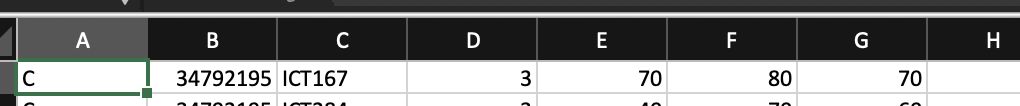 A B C D E F G H
C 34792195 ICT167 3 70 80 70